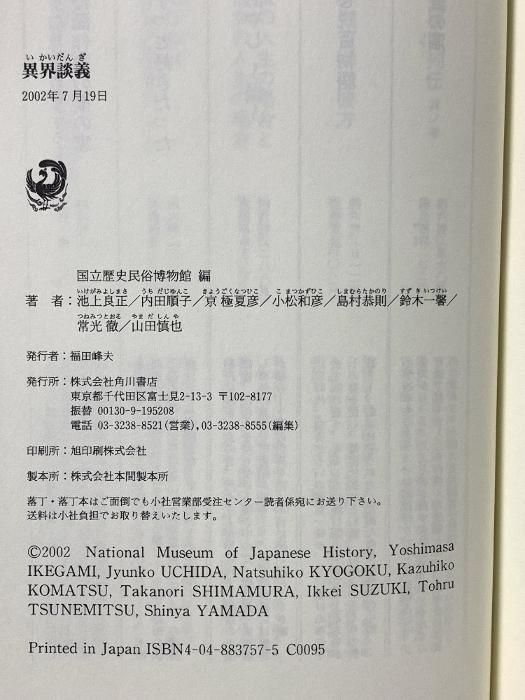 いかいだんぎ
異界談義
2002年7月19日
国立歴史民俗博物館 編
いけがみよしまさ うちだじゅんこ きょうごくなつひこ こまつかずひこ しまむらたかのり すずきいつけい
著 者：池上良正／内田順子／京極夏彦／小松和彦／島村恭則／鈴木一馨／
つねみつとおる やまだしんや
常光 徹／山田慎也
発行者：福田峰夫
発行所：株式会社角川書店
東京都千代田区富士見2-13-3 〒102-8177
振替 00130-9-195208
電話 03-3238-8521(営業),03-3238-8555(編集)
印刷所：旭印刷株式会社
製本所：株式会社本間製本所
落丁・落丁本はご面倒でも小社営業部受注センター読者係宛にお送り下さい。
送料は小社負担でお取り替えいたします。
©2002 National Museum of Japanese History, Yoshimasa
IKEGAMI, Jyunko UCHIDA, Natsuhiko KYOGOKU, Kazuhiko
KOMATSU, Takanori SHIMAMURA, Ikkei SUZUKI, Tohru
TSUNEMITSU, Shinya YAMADA
Printed in Japan ISBN4-04-883757-5 C0095